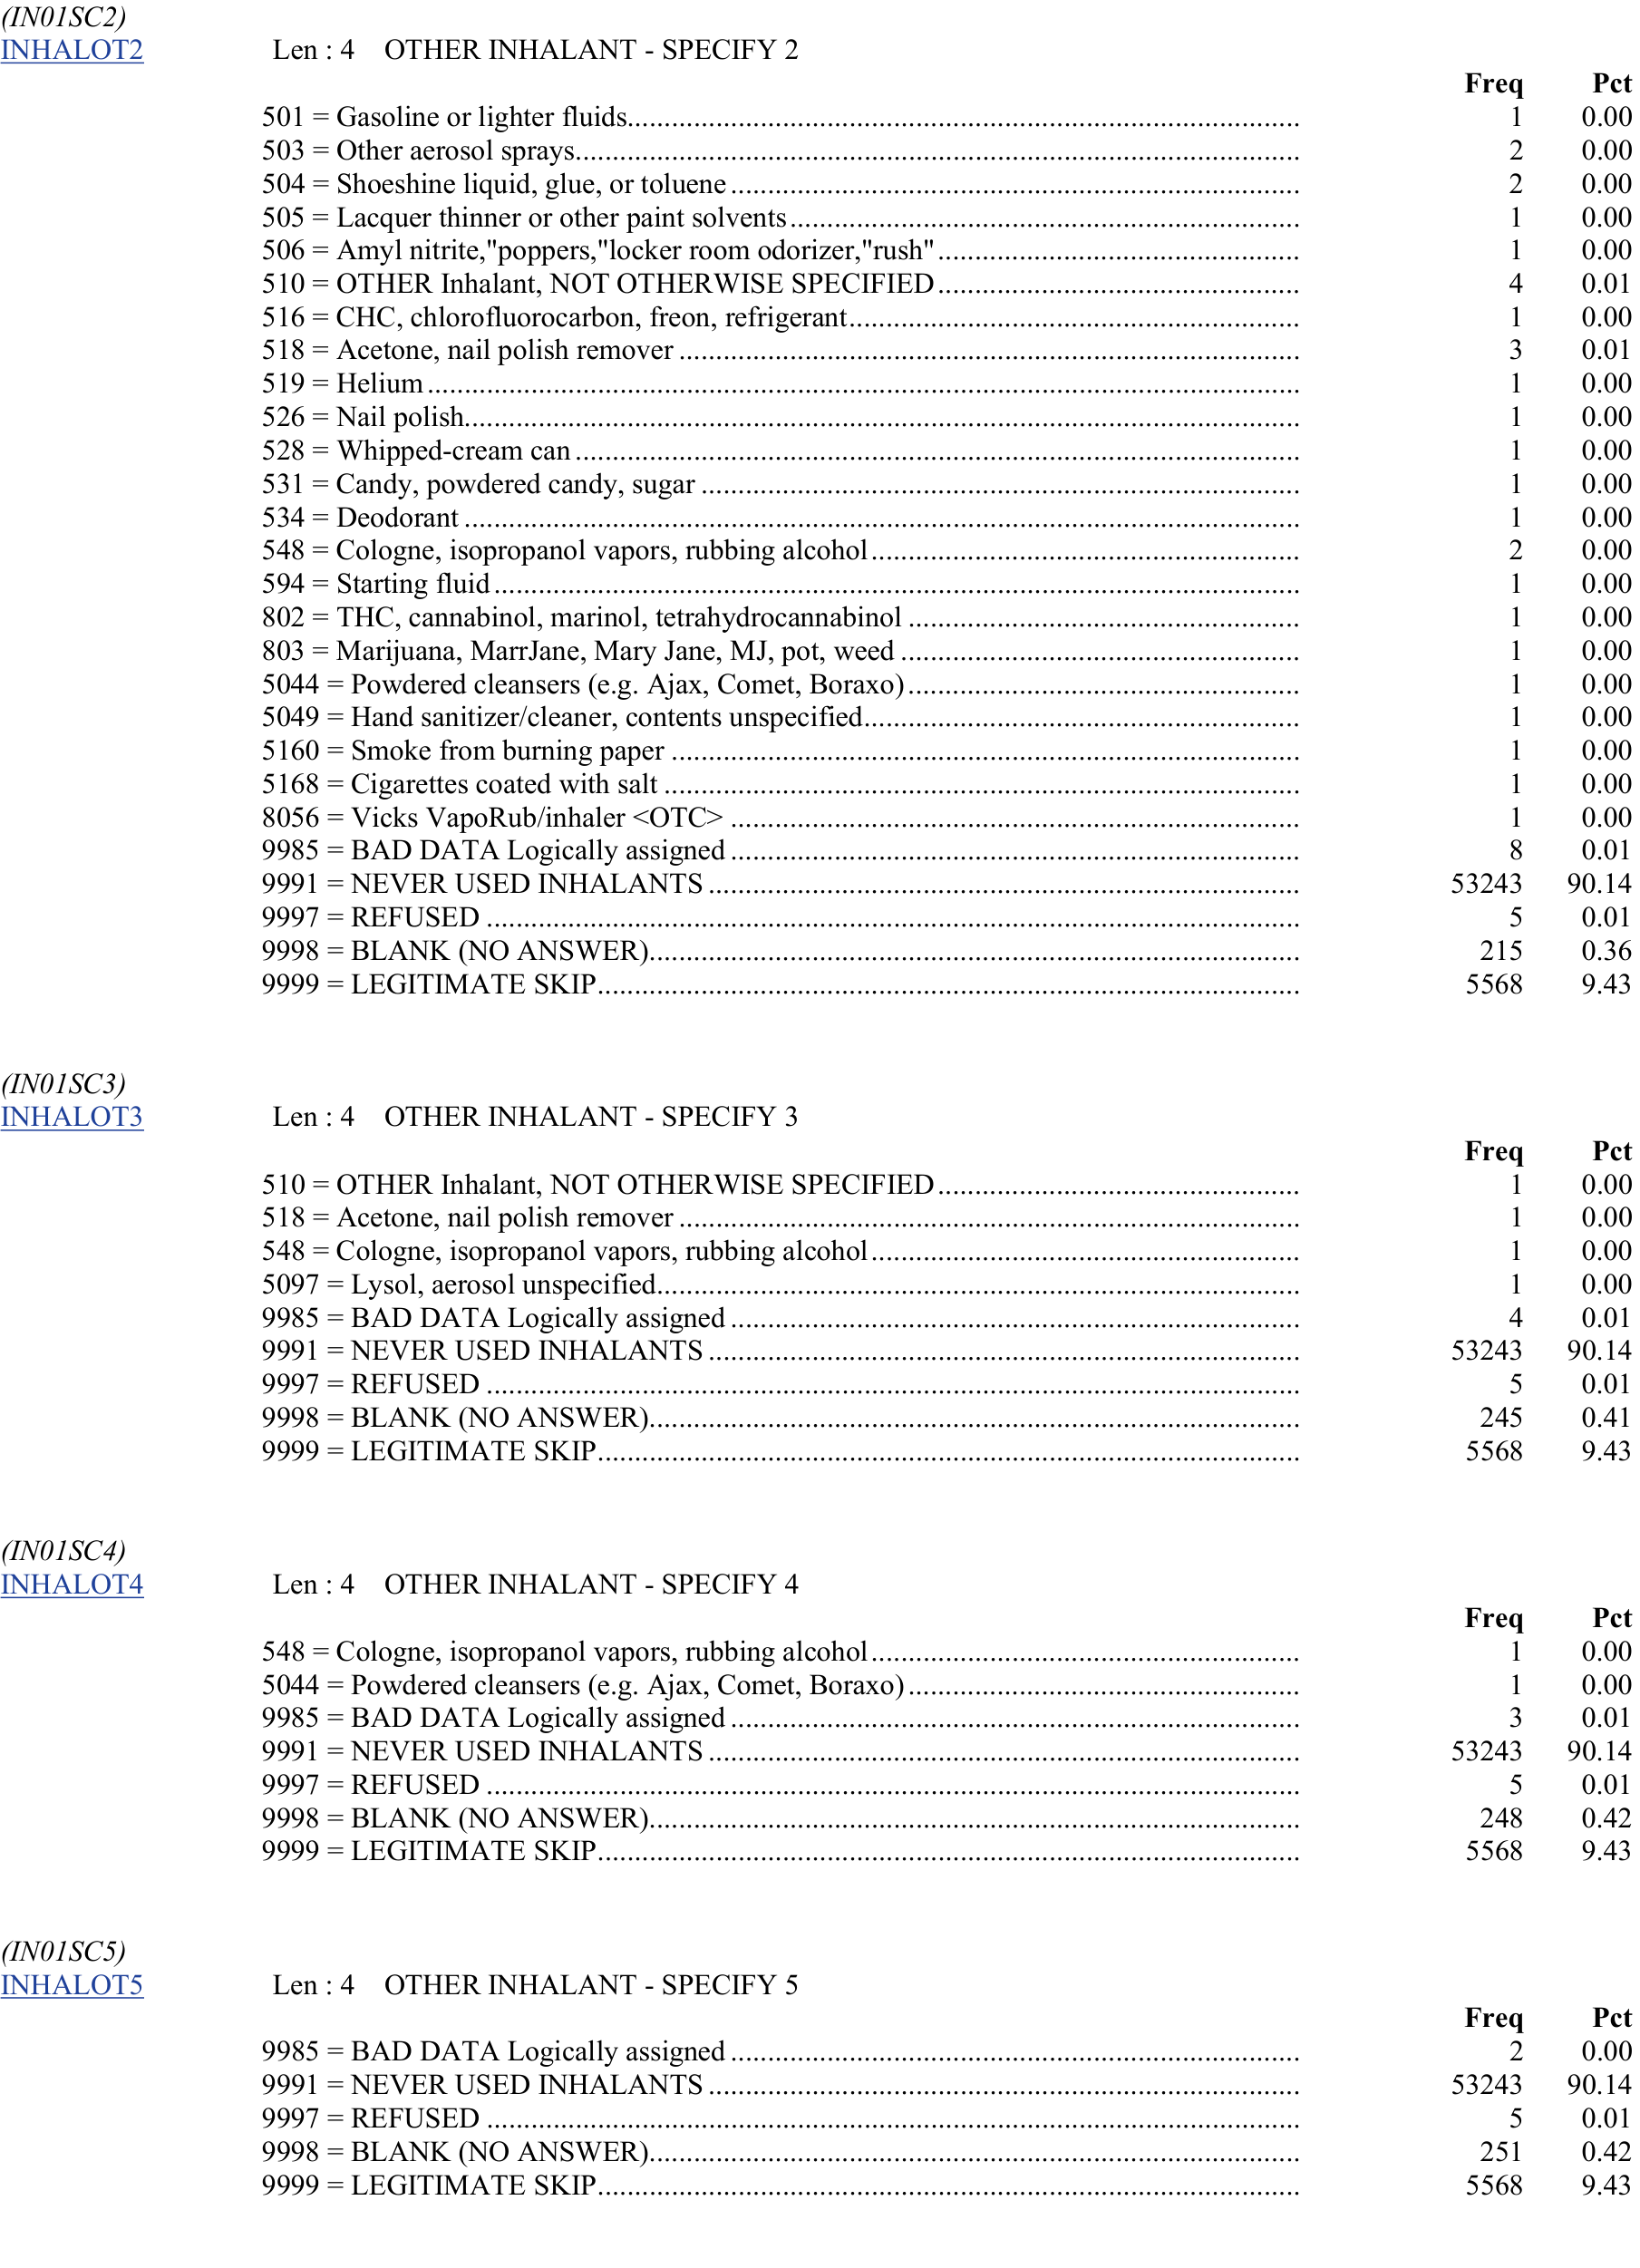 (IN01SC2)
INHALOT2 Len : 4 OTHER INHALANT - SPECIFY 2
Freq Pct
501 = Gasoline or lighter fluids 1 0.00
503 = Other aerosol sprays 2 0.00
504 = Shoeshine liquid, glue, or toluene 2 0.00
505 = Lacquer thinner or other paint solvents 1 0.00
506 = Amyl nitrite,"poppers,"locker room odorizer,"rush" 1 0.00
510 = OTHER Inhalant, NOT OTHERWISE SPECIFIED 4 0.01
516 = CHC, chlorofluorocarbon, freon, refrigerant 1 0.00
518 = Acetone, nail polish remover 3 0.01
519 = Helium 1 0.00
526 = Nail polish 1 0.00
528 = Whipped-cream can 1 0.00
531 = Candy, powdered candy, sugar 1 0.00
534 = Deodorant 1 0.00
548 = Cologne, isopropanol vapors, rubbing alcohol 2 0.00
594 = Starting fluid 1 0.00
802 = THC, cannabinol, marinol, tetrahydrocannabinol 1 0.00
803 = Marijuana, MarrJane, Mary Jane, MJ, pot, weed 1 0.00
5044 = Powdered cleansers (e.g. Ajax, Comet, Boraxo) 1 0.00
5049 = Hand sanitizer/cleaner, contents unspecified 1 0.00
5160 = Smoke from burning paper 1 0.00
5168 = Cigarettes coated with salt 1 0.00
8056 = Vicks VapoRub/inhaler <OTC> 1 0.00
9985 = BAD DATA Logically assigned 8 0.01
9991 = NEVER USED INHALANTS 53243 90.14
9997 = REFUSED 5 0.01
9998 = BLANK (NO ANSWER) 215 0.36
9999 = LEGITIMATE SKIP 5568 9.43
(IN01SC3)
INHALOT3 Len : 4 OTHER INHALANT - SPECIFY 3
Freq Pct
510 = OTHER Inhalant, NOT OTHERWISE SPECIFIED 1 0.00
518 = Acetone, nail polish remover 1 0.00
548 = Cologne, isopropanol vapors, rubbing alcohol 1 0.00
5097 = Lysol, aerosol unspecified 1 0.00
9985 = BAD DATA Logically assigned 4 0.01
9991 = NEVER USED INHALANTS 53243 90.14
9997 = REFUSED 5 0.01
9998 = BLANK (NO ANSWER) 245 0.41
9999 = LEGITIMATE SKIP 5568 9.43
(IN01SC4)
INHALOT4 Len : 4 OTHER INHALANT - SPECIFY 4
Freq Pct
548 = Cologne, isopropanol vapors, rubbing alcohol 1 0.00
5044 = Powdered cleansers (e.g. Ajax, Comet, Boraxo) 1 0.00
9985 = BAD DATA Logically assigned 3 0.01
9991 = NEVER USED INHALANTS 53243 90.14
9997 = REFUSED 5 0.01
9998 = BLANK (NO ANSWER) 248 0.42
9999 = LEGITIMATE SKIP 5568 9.43
(IN01SC5)
INHALOT5 Len : 4 OTHER INHALANT - SPECIFY 5
Freq Pct
9985 = BAD DATA Logically assigned 2 0.00
9991 = NEVER USED INHALANTS 53243 90.14
9997 = REFUSED 5 0.01
9998 = BLANK (NO ANSWER) 251 0.42
9999 = LEGITIMATE SKIP 5568 9.43